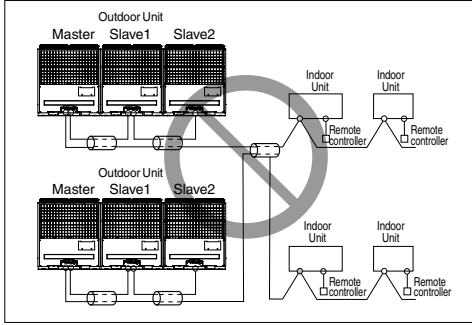 Outdoor Unit
Master Slave1 Slave2
Indoor
Unit
Indoor
Unit
Remote
controller
Remote
controller
Outdoor Unit
Master Slave1 Slave2
Indoor
Unit
Indoor
Unit
Remote
controller
Remote
controller